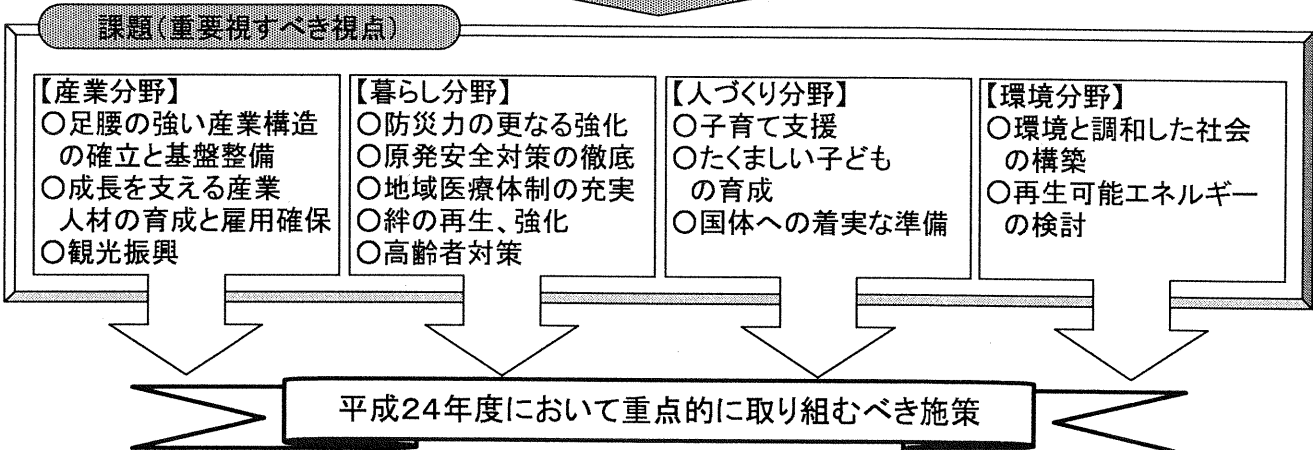 課題(重要視すべき視点)
【産業分野】
○足腰の強い産業構造
の確立と基盤整備
○成長を支える産業
人材の育成と雇用確保
○観光振興
【暮らし分野】
○防災力の更なる強化
○原発安全対策の徹底
○地域医療体制の充実
○絆の再生、強化
○高齢者対策
【人づくり分野】
○子育て支援
○たくましい子ども
の育成
○国体への着実な準備
【環境分野】
○環境と調和した社会
の構築
○再生可能エネルギー
の検討
平成24年度において重点的に取り組むべき施策